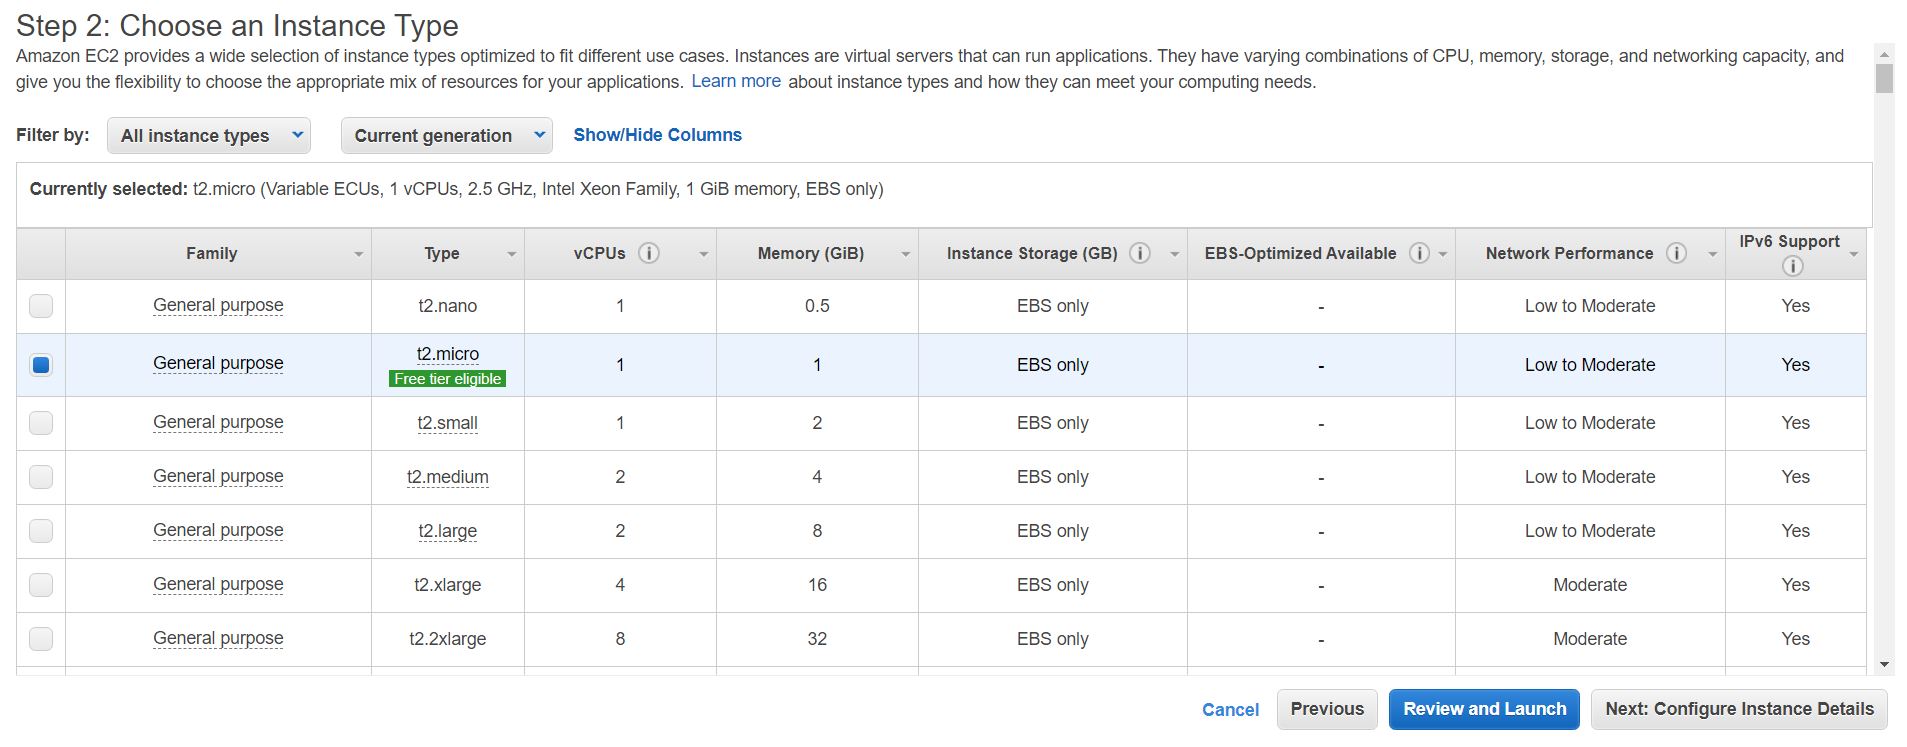 Step 2: Choose an Instance Type
Amazon EC2 provides a wide selection of instance types optimized to fit different use cases. Instances are virtual servers that can run applications. They have varying combinations of CPU, memory, storage, and networking capacity, and
give you the flexibility to choose the appropriate mix of resources for your applications. Learn more about instance types and how they can meet your computing needs.
Filter by: All instance types Current generation Show/Hide Columns
Currently selected: t2.micro (Variable ECUs, 1 vCPUs, 2.5 GHz, Intel Xeon Family, 1 GiB memory, EBS only)
Family Type vCPUs Memory (GiB) Instance Storage (GB) EBS-Optimized Available Network Performance IPv6 Support
General purpose t2.nano 1 0.5 EBS only - Low to Moderate Yes
General purpose t2.micro 1 1 EBS only - Low to Moderate Yes
Free tier eligible
General purpose t2.small 1 2 EBS only - Low to Moderate Yes
General purpose t2.medium 2 4 EBS only - Low to Moderate Yes
General purpose t2.large 2 8 EBS only - Low to Moderate Yes
General purpose t2.xlarge 4 16 EBS only - Moderate Yes
General purpose t2.2xlarge 8 32 EBS only - Moderate Yes
Cancel Previous Review and Launch Next: Configure Instance Details